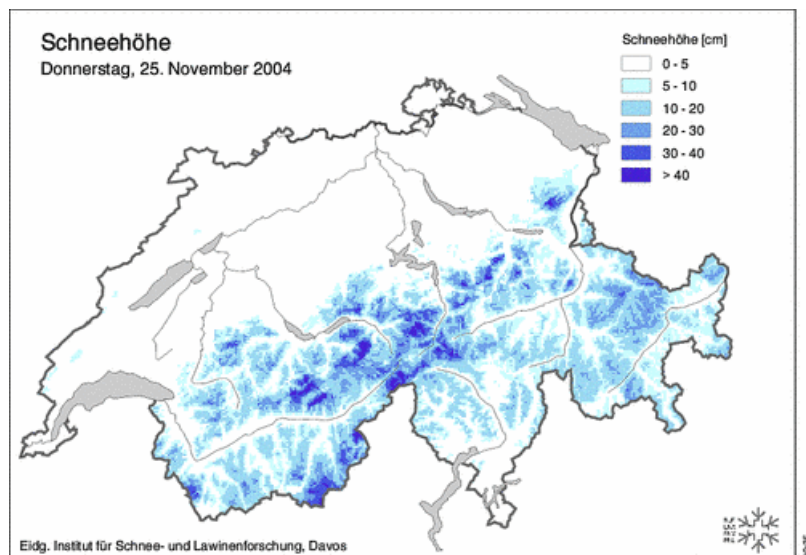 Schneehöhe
Donnerstag, 25. November 2004
Schneehöhe [cm]
0 - 5
5 - 10
10 - 20
20 - 30
30 - 40
> 40
Eidg. Institut für Schnee- und Lawinenforschung, Davos